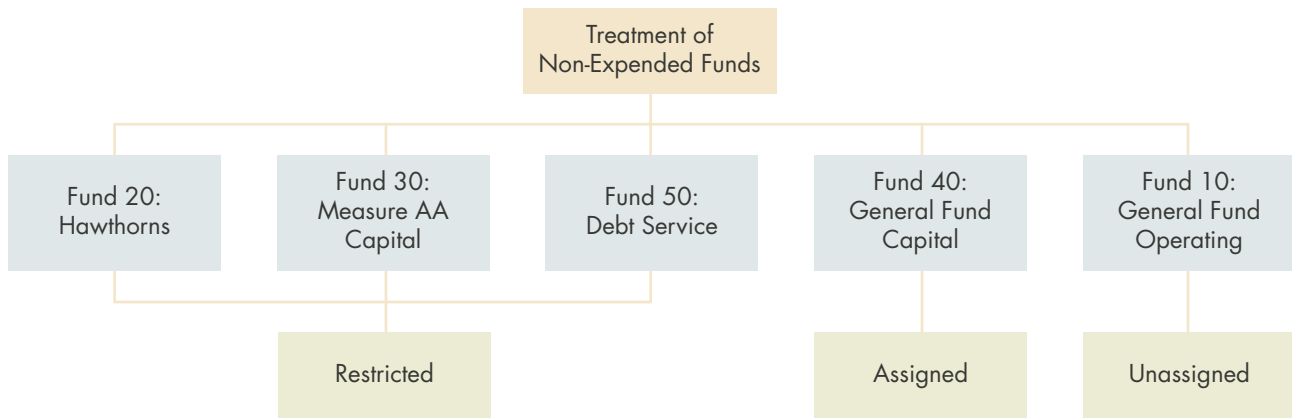 Treatment of
Non-Expended Funds
Fund 20:
Hawthorns
Fund 30:
Measure AA
Capital
Fund 50:
Debt Service
Fund 40:
General Fund
Capital
Fund 10:
General Fund
Operating
Restricted
Assigned
Unassigned